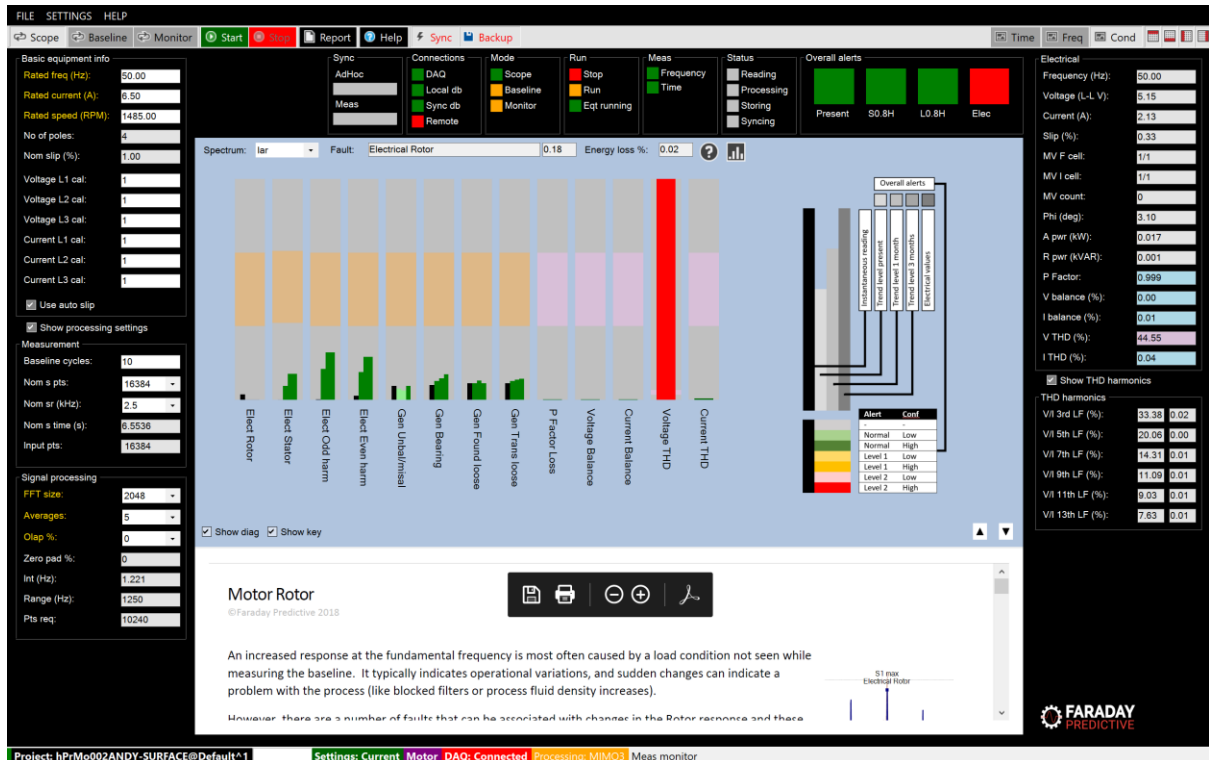 FILE SETTINGS HELP
Scope Baseline Monitor Start Stop Report Help Sync Backup Time Freq Cond
Basic equipment info
Rated freq (Hz): 50.00
Rated current (A): 6.50
Rated speed (RPM): 1485.00
No of poles: 4
Nom slip (%): 1.00
Voltage L1 cal: 1
Voltage L2 cal: 1
Voltage L3 cal: 1
Current L1 cal: 1
Current L2 cal: 1
Current L3 cal: 1
Use auto slip
Show processing settings
Measurement
Baseline cycles: 10
Nom s pts: 16384
Nom sr (kHz): 2.5
Nom s time (s): 6.5536
Input pts: 16384
Signal processing
FFT size: 2048
Averages: 5
Olap %: 0
Zero pad %: 0
Int (Hz): 1.221
Range (Hz): 1250
Pts req: 10240
Sync
AdHoc
Meas
Connections
DAQ
Local db
Sync db
Remote
Mode
Scope
Baseline
Monitor
Run
Stop
Run
Eqt running
Meas
Frequency
Time
Status
Reading
Processing
Storing
Syncing
Overall alerts
Present S0.8H L0.8H Elec
Spectrum: Iar Fault: Electrical Rotor 0.18 Energy loss %: 0.02
Elect Rotor
Elect Stator
Elect Odd harm
Elect Even harm
Gen Unbal/misal
Gen Bearing
Gen Found loose
Gen Trans loose
P Factor Loss
Voltage Balance
Current Balance
Voltage THD
Current THD
Overall alerts
Instantaneous reading
Trend level present
Trend level 1 month
Trend level 3 months
Electrical values
Alert Conf
- -
Normal Low
Normal High
Level 1 Low
Level 1 High
Level 2 Low
Level 2 High
Show diag Show key
Motor Rotor
©Faraday Predictive 2018
An increased response at the fundamental frequency is most often caused by a load condition not seen while
measuring the baseline. It typically indicates operational variations, and sudden changes can indicate a
problem with the process (like blocked filters or process fluid density increases).
However, there are a number of faults that can be associated with changes in the Rotor response and these
S1 max
Electrical Rotor
Electrical
Frequency (Hz): 50.00
Voltage (L-L V): 5.15
Current (A): 2.13
Slip (%): 0.33
MV F cell: 1/1
MV I cell: 1/1
MV count: 0
Phi (deg): 3.10
A pwr (kW): 0.017
R pwr (kVAR): 0.001
P Factor: 0.999
V balance (%): 0.00
I balance (%): 0.01
V THD (%): 44.55
I THD (%): 0.04
Show THD harmonics
THD harmonics
V/I 3rd LF (%): 33.38 0.02
V/I 5th LF (%): 20.06 0.00
V/I 7th LF (%): 14.31 0.01
V/I 9th LF (%): 11.09 0.01
V/I 11th LF (%): 9.03 0.01
V/I 13th LF (%): 7.63 0.01
FARADAY
PREDICTIVE
Project: hPrMo002ANDY-SURFACE@Default^1 Settings: Current Motor DAQ: Connected Processing: MIMO3 Meas monitor